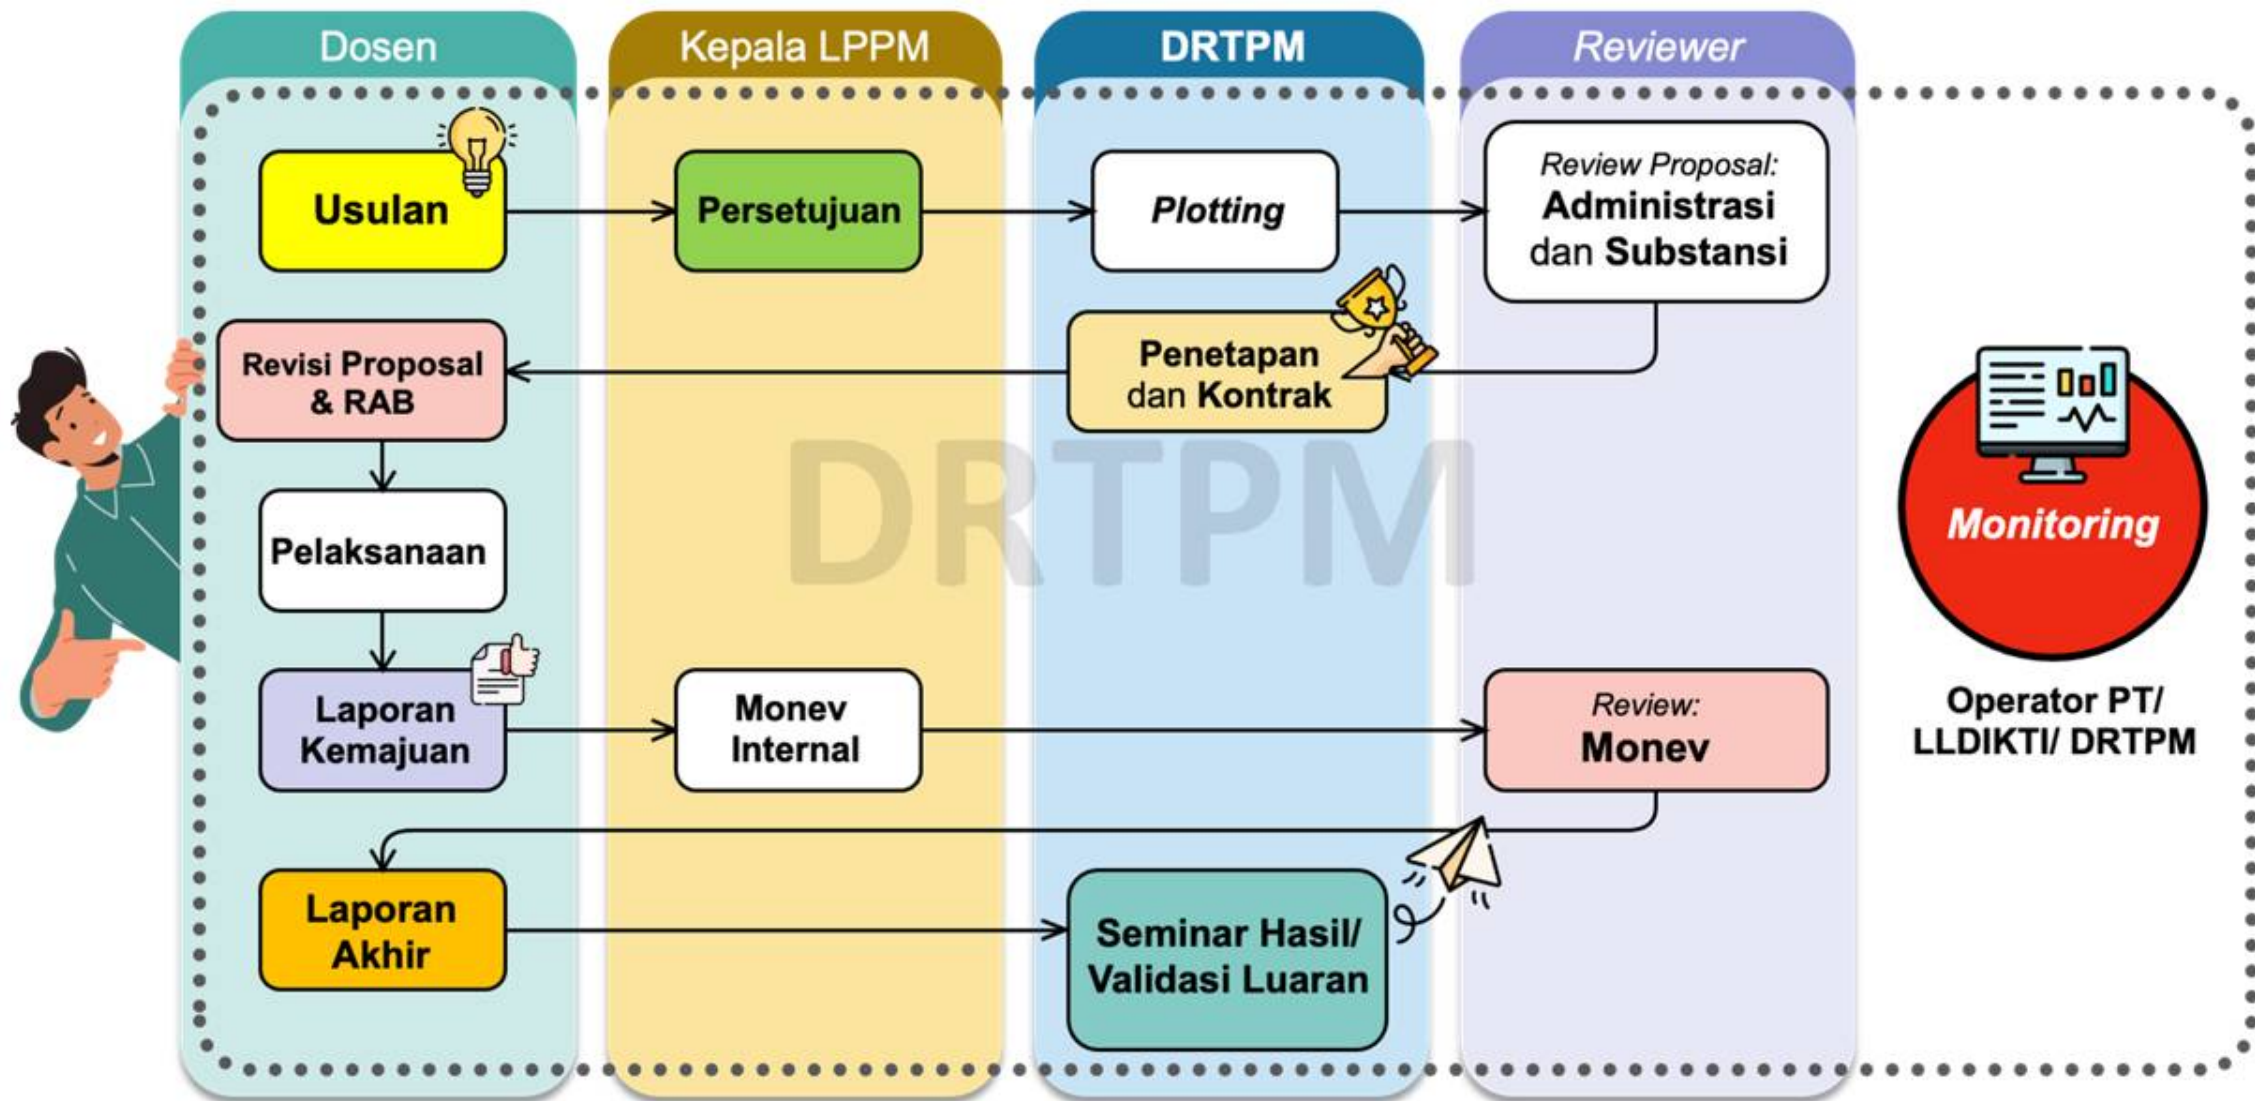 Dosen
Kepala LPPM
DRTPM
Reviewer
Usulan
Persetujuan
Plotting
Review Proposal:
Administrasi
dan Substansi
Revisi Proposal
& RAB
Penetapan
dan Kontrak
DRTPM
Pelaksanaan
Monitoring
Operator PT/
LLDIKTI/ DRTPM
Laporan
Kemajuan
Monev
Internal
Review:
Monev
Laporan
Akhir
Seminar Hasil/
Validasi Luaran